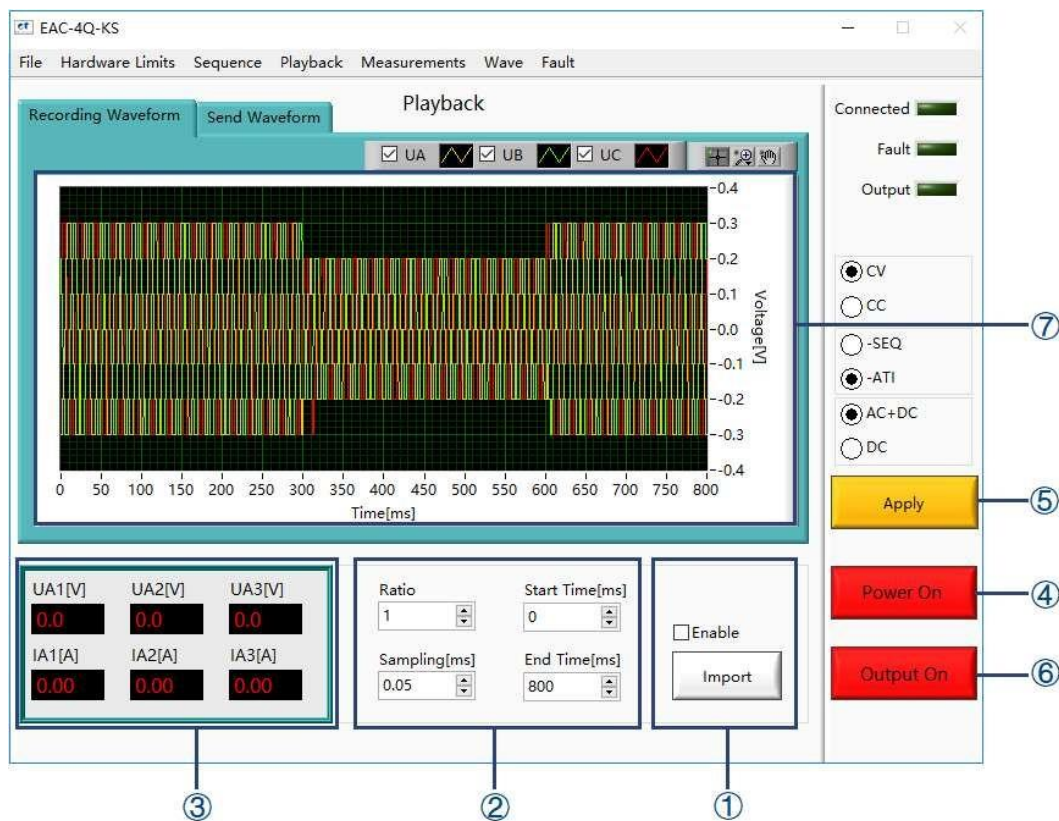 EAC-4Q-KS
File Hardware Limits Sequence Playback Measurements Wave Fault
Playback
Recording Waveform Send Waveform
UA UB UC
0.4
0.3
0.2
0.1
-0.0
-0.1
-0.2
-0.3
-0.4
Voltage[V]
0 50 100 150 200 250 300 350 400 450 500 550 600 650 700 750 800
Time[ms]
Connected
Fault
Output
CV
CC
-SEQ
-ATI
AC+DC
DC
Apply
Power On
Output On
UA1[V] UA2[V] UA3[V]
0.0 0.0 0.0
IA1[A] IA2[A] IA3[A]
0.00 0.00 0.00
Ratio Start Time[ms]
1 0
Sampling[ms] End Time[ms]
0.05 800
Enable
Import
⑦
⑤
④
⑥
③ ② ①